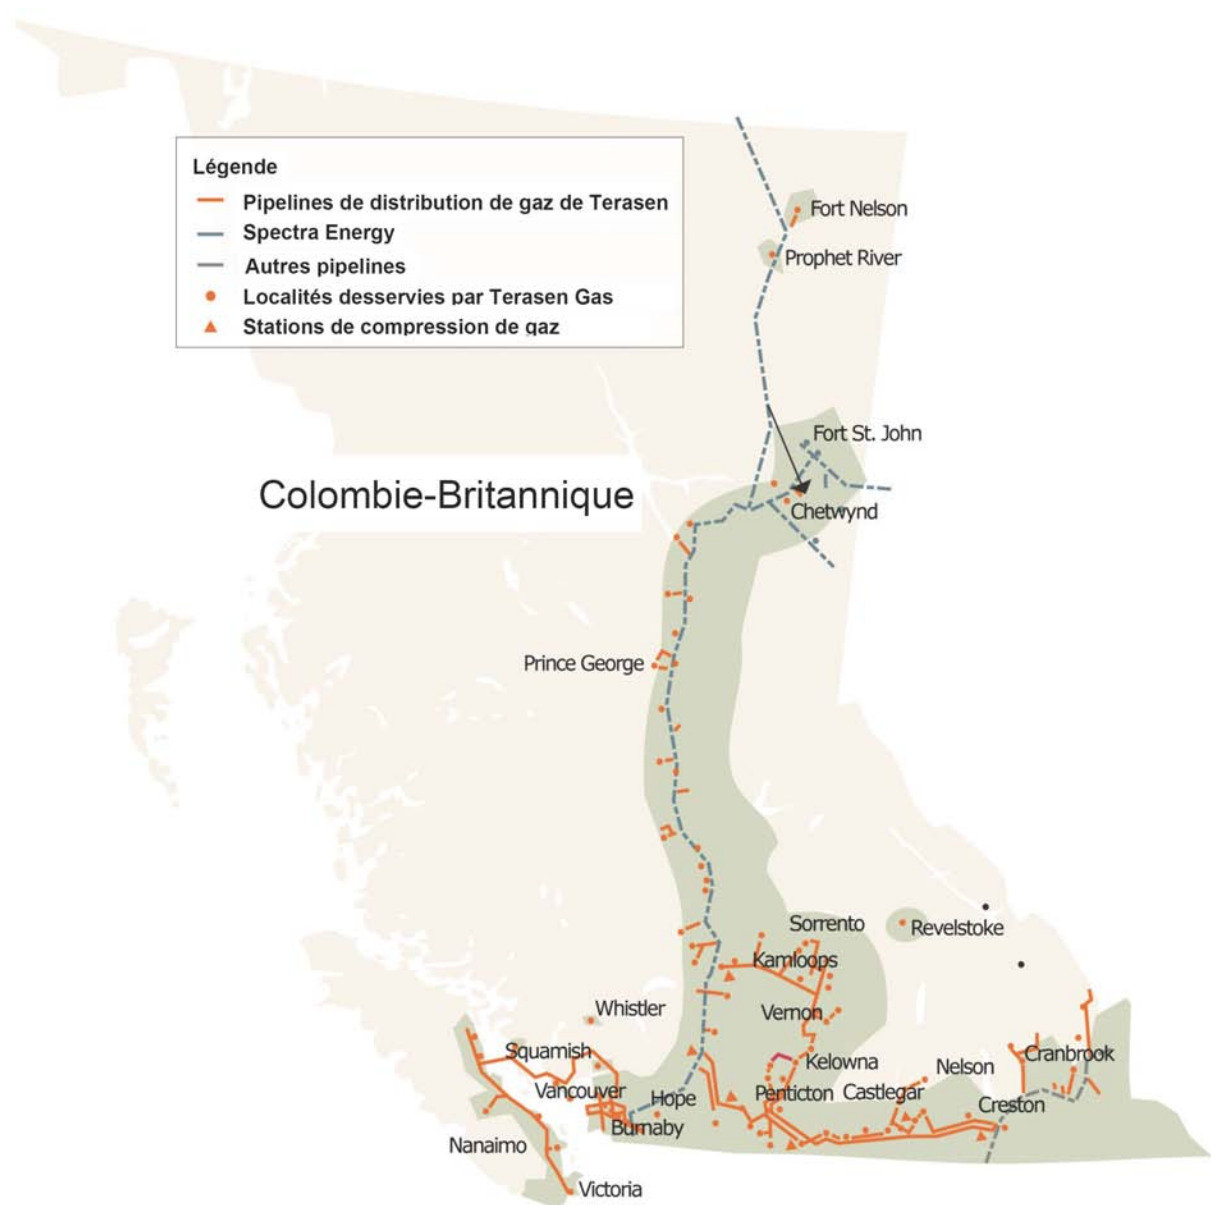 Légende
Pipelines de distribution de gaz de Terasen
Spectra Energy
Autres pipelines
Localités desservies par Terasen Gas
Stations de compression de gaz
Fort Nelson
Prophet River
Fort St. John
Colombie-Britannique
Chetwynd
Prince George
Sorrento
Revelstoke
Kamloops
Whistler
Vernon
Squamish
Cranbrook
Kelowna
Nelson
Vancouver
Penticton
Castlegar
Hope
Creston
Burnaby
Nanaimo
Victoria